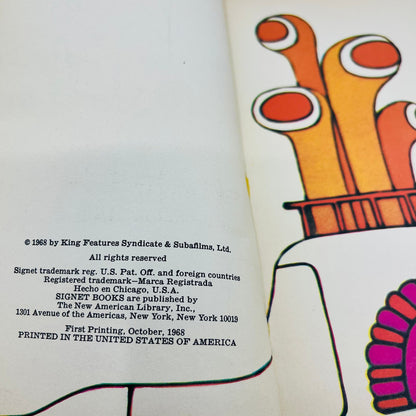 © 1968 by King Features Syndicate & Subafilms, Ltd.
All rights reserved
Signet trademark reg. U.S. Pat. Off. and foreign countries
Registered trademark—Marca Registrada
Hecho en Chicago, U.S.A.
SIGNET BOOKS are published by
The New American Library, Inc.,
1301 Avenue of the Americas, New York, New York 10019
First Printing, October, 1968
PRINTED IN THE UNITED STATES OF AMERICA